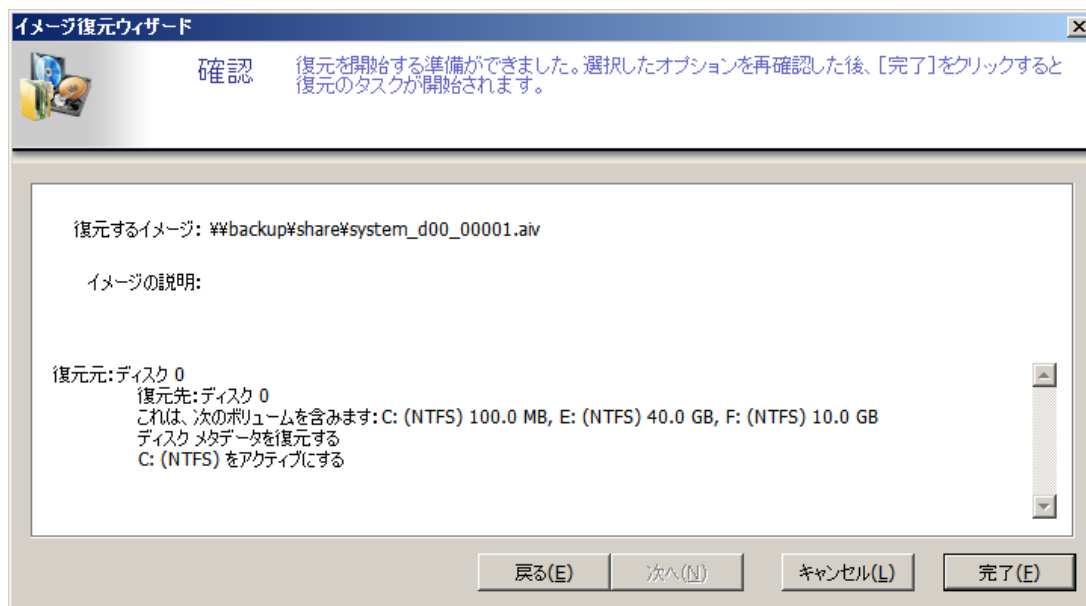 イメージ復元ウィザード
確認
復元を開始する準備ができました。選択したオプションを再確認した後、[完了]をクリックすると
復元のタスクが開始されます。
復元するイメージ: ¥¥backup¥share¥system_d00_00001.aiv
イメージの説明:
復元元:ディスク 0
復元先:ディスク 0
これは、次のボリュームを含みます: C: (NTFS) 100.0 MB, E: (NTFS) 40.0 GB, F: (NTFS) 10.0 GB
ディスク メタデータを復元する
C: (NTFS) をアクティブにする
戻る(E) 次へ(N) キャンセル(L) 完了(F)